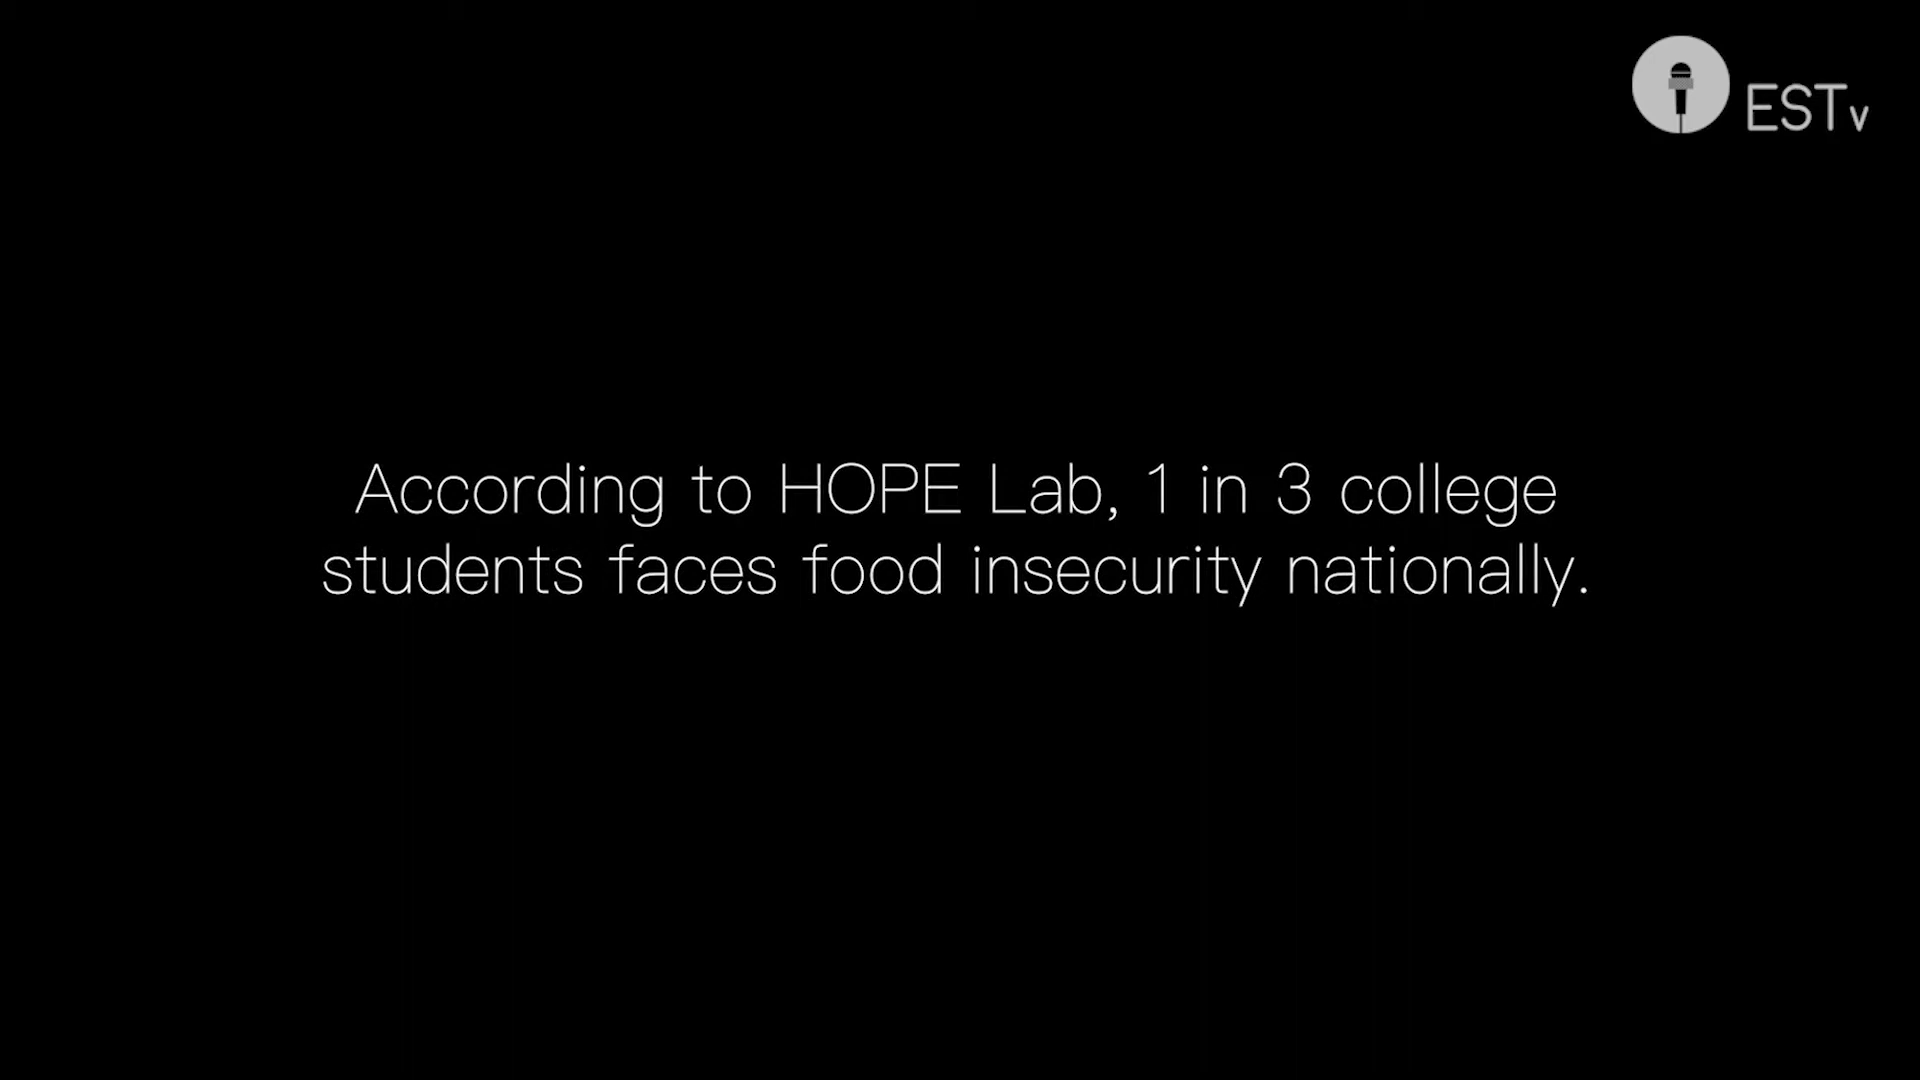 ESTv
According to HOPE Lab, 1 in 3 college
students faces food insecurity nationally.